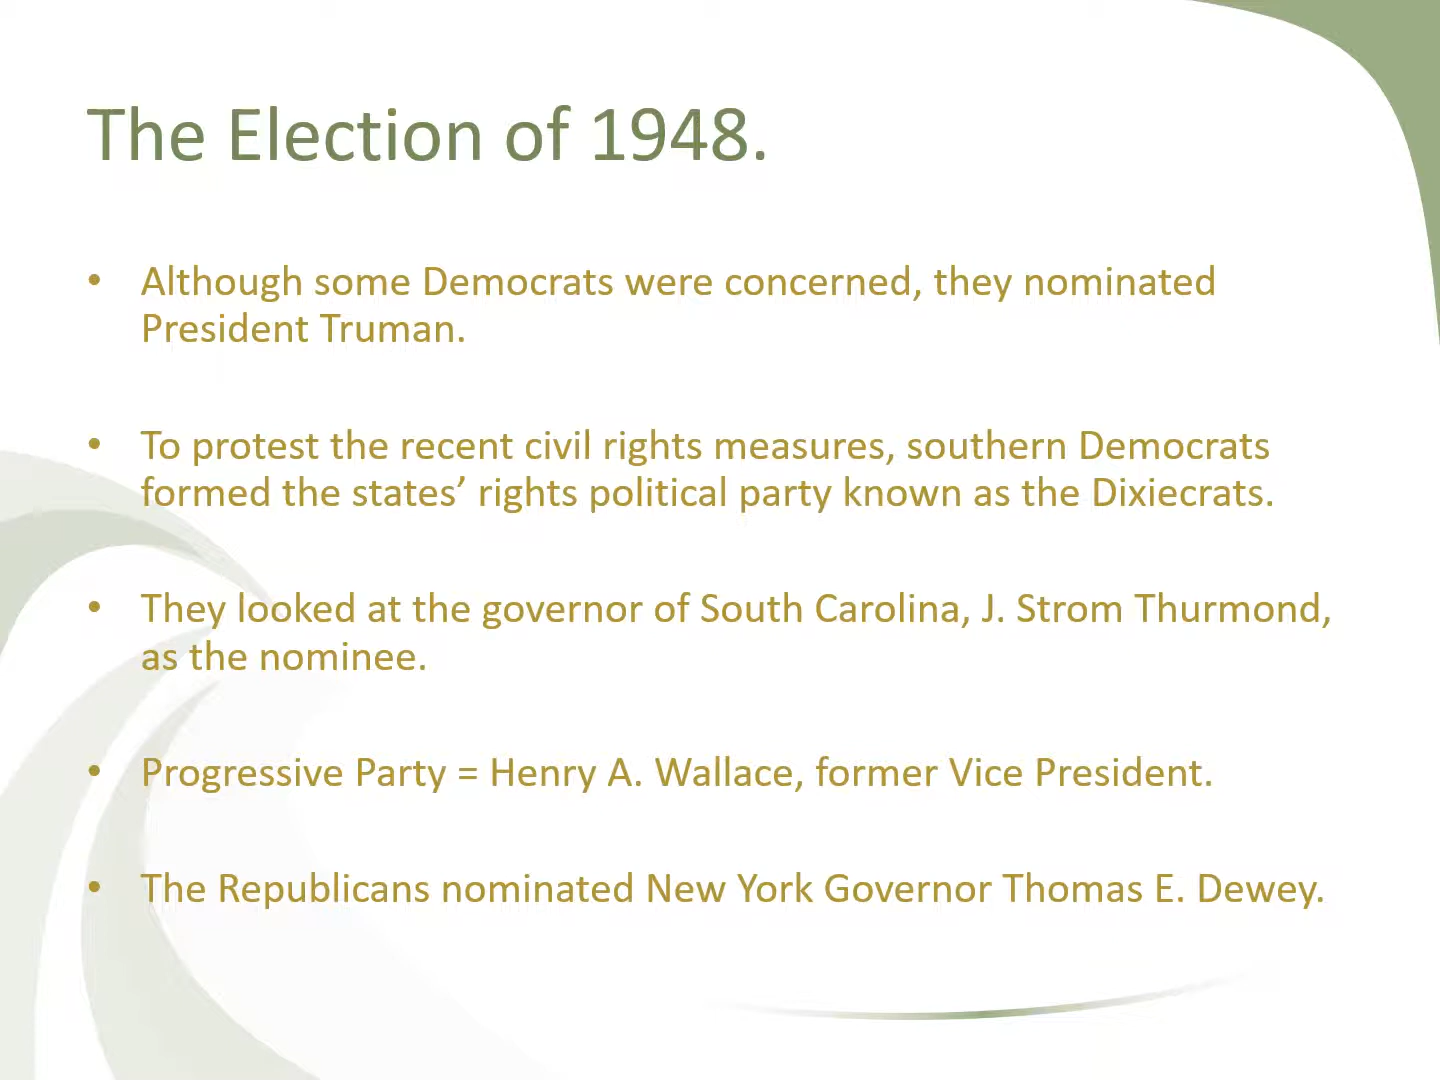 The Election of 1948.
• Although some Democrats were concerned, they nominated
President Truman.
• To protest the recent civil rights measures, southern Democrats
formed the states’ rights political party known as the Dixiecrats.
• They looked at the governor of South Carolina, J. Strom Thurmond,
as the nominee.
• Progressive Party = Henry A. Wallace, former Vice President.
• The Republicans nominated New York Governor Thomas E. Dewey.